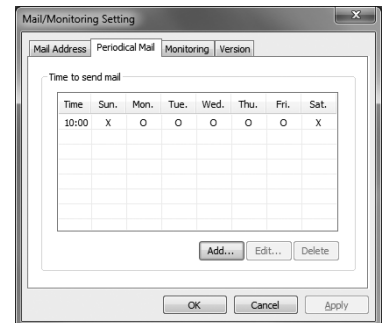 Mail/Monitoring Setting
Mail Address Periodical Mail Monitoring Version
Time to send mail
Time Sun. Mon. Tue. Wed. Thu. Fri. Sat.
10:00 X O O O O O X
Add... Edit... Delete
OK Cancel Apply